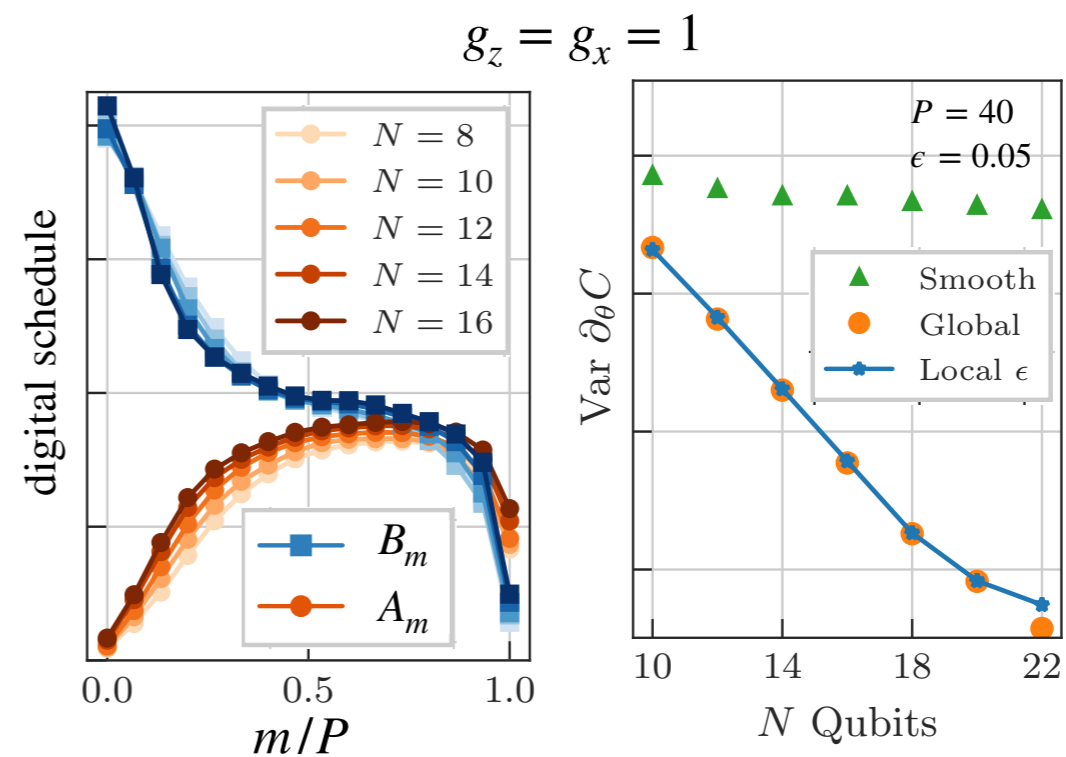 g_z = g_x = 1
digital schedule
N = 8
N = 10
N = 12
N = 14
N = 16
B_m
A_m
0.0 0.5 1.0
m/P
Var ∂_θC
P = 40
ϵ = 0.05
Smooth
Global
Local ϵ
10 14 18 22
N Qubits